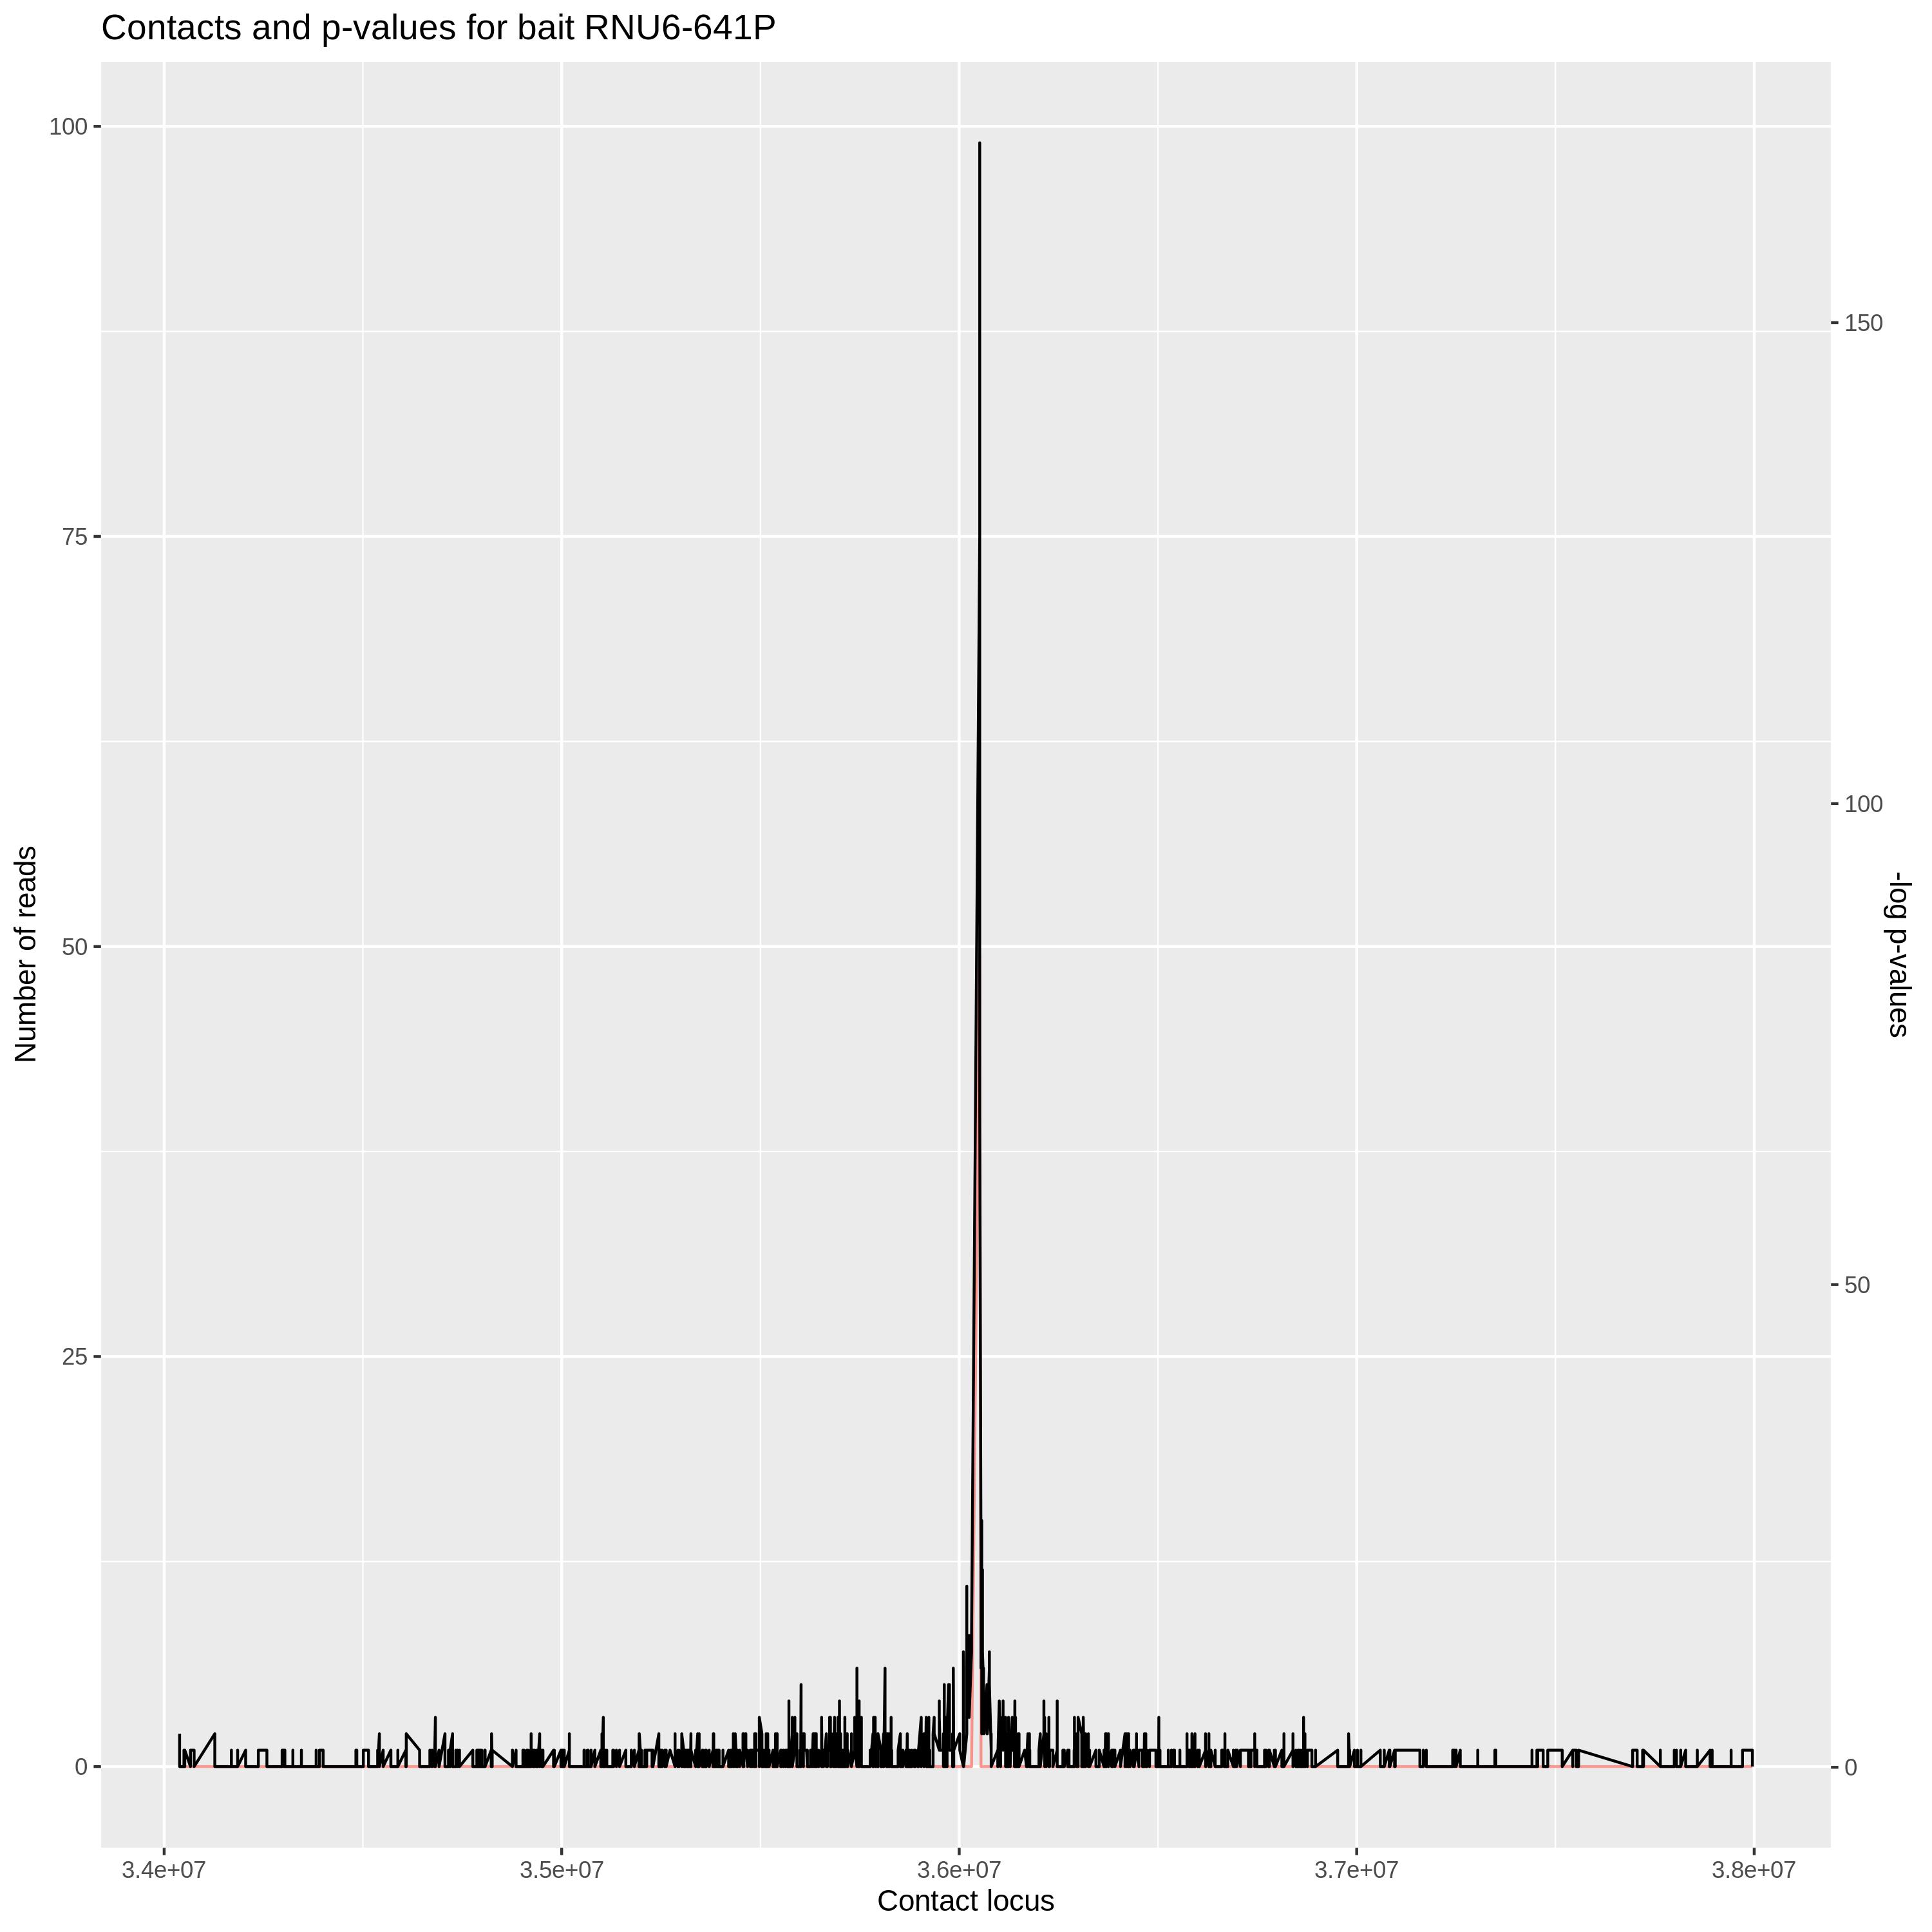 Contacts and p-values for bait RNU6-641P
100
75
50
25
0
Number of reads
150
100
50
0
-log p-values
3.4e+07
3.5e+07
3.6e+07
3.7e+07
3.8e+07
Contact locus